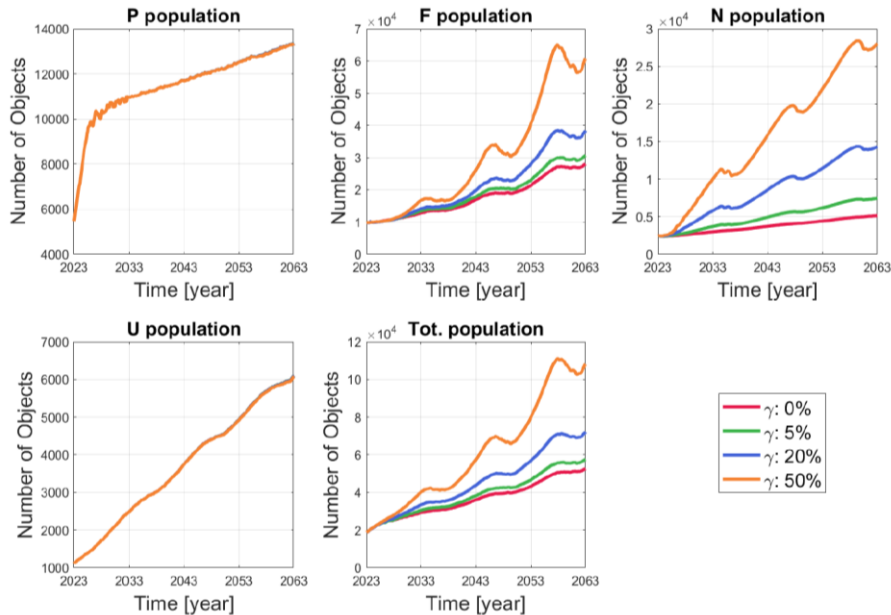 P population
14000
12000
10000
8000
6000
4000
Number of Objects
2023 2033 2043 2053 2063
Time [year]
F population
×10⁴
7
6
5
4
3
2
1
0
Number of Objects
2023 2033 2043 2053 2063
Time [year]
N population
×10⁴
3
2.5
2
1.5
1
0.5
0
Number of Objects
2023 2033 2043 2053 2063
Time [year]
U population
7000
6000
5000
4000
3000
2000
1000
Number of Objects
2023 2033 2043 2053 2063
Time [year]
Tot. population
×10⁴
12
10
8
6
4
2
0
Number of Objects
2023 2033 2043 2053 2063
Time [year]
γ: 0%
γ: 5%
γ: 20%
γ: 50%